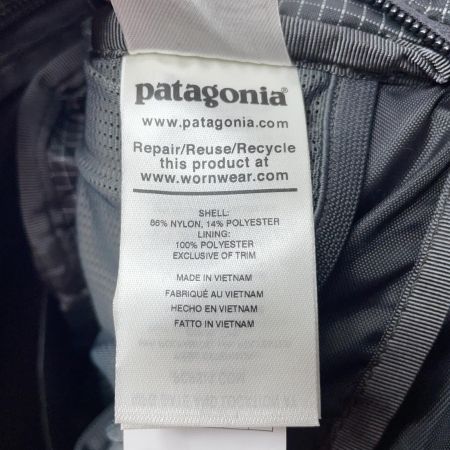 patagonia®
www.patagonia.com
Repair/Reuse/Recycle
this product at
www.wornwear.com
SHELL:
86% NYLON, 14% POLYESTER
LINING:
100% POLYESTER
EXCLUSIVE OF TRIM
MADE IN VIETNAM
FABRIQUÉ AU VIETNAM
HECHO EN VIETNAM
FATTO IN VIETNAM